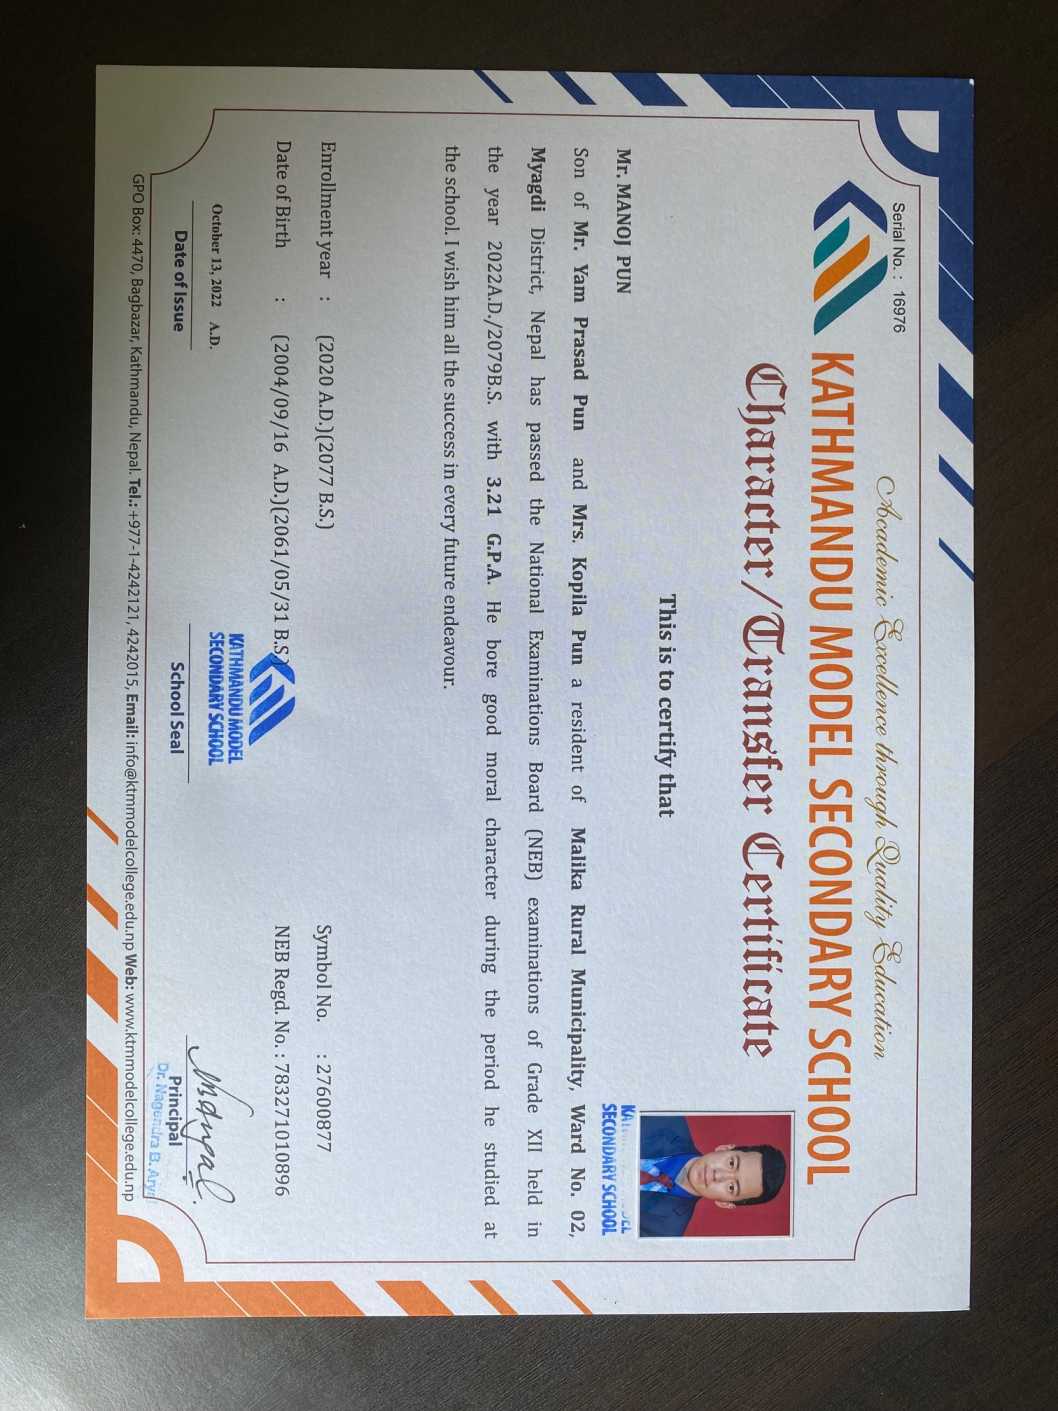 Serial No. : 16976
Academic Excellence through Quality Education
KATHMANDU MODEL SECONDARY SCHOOL
Character/Transfer Certificate
SECONDARY SCHOOL
This is to certify that
Mr. MANOJ PUN
Son of Mr. Yam Prasad Pun and Mrs. Kopila Pun a resident of Malika Rural Municipality, Ward No. 02,
Myagdi District, Nepal has passed the National Examinations Board (NEB) examinations of Grade XII held in
the year 2022A.D./2079B.S. with 3.21 G.P.A. He bore good moral character during the period he studied at
the school. I wish him all the success in every future endeavour.
Enrollment year : (2020 A.D.)(2077 B.S.) Symbol No. : 27600877
Date of Birth : (2004/09/16 A.D.)(2061/05/31 B.S.) NEB Regd. No. : 783271010896
KATHMANDU MODEL
SECONDARY SCHOOL
October 13, 2022 A.D.
Date of Issue School Seal Principal
Dr. Nagendra B. Aryal
GPO Box: 4470, Bagbazar, Kathmandu, Nepal. Tel.: +977-1-4242121, 4242015, Email: info@ktmmodelcollege.edu.np Web: www.ktmmodelcollege.edu.np